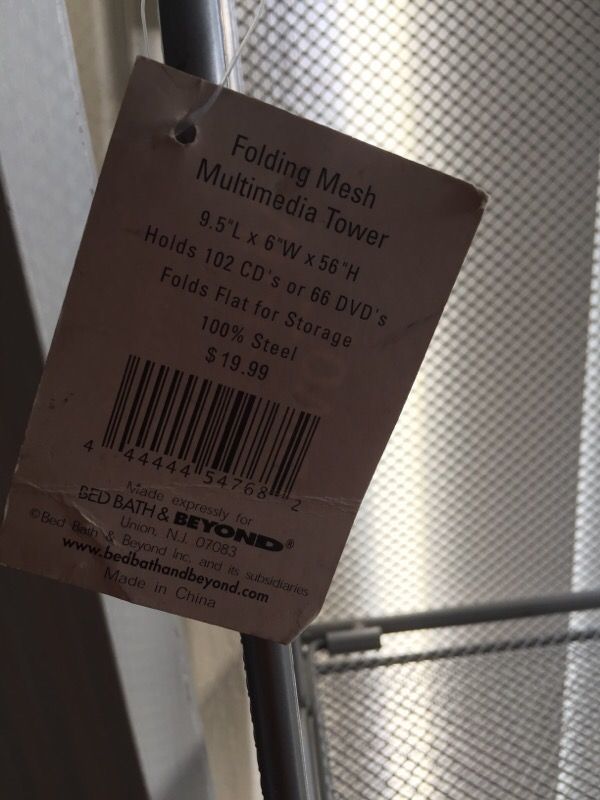 Folding Mesh
Multimedia Tower
9.5"L x 6"W x 56"H
Holds 102 CD's or 66 DVD's
Folds Flat for Storage
100% Steel
$19.99
4 44444 54768 2
Made expressly for
BED BATH & BEYOND®
Union, N.J. 07083
©Bed Bath & Beyond Inc. and its subsidiaries
www.bedbathandbeyond.com
Made in China